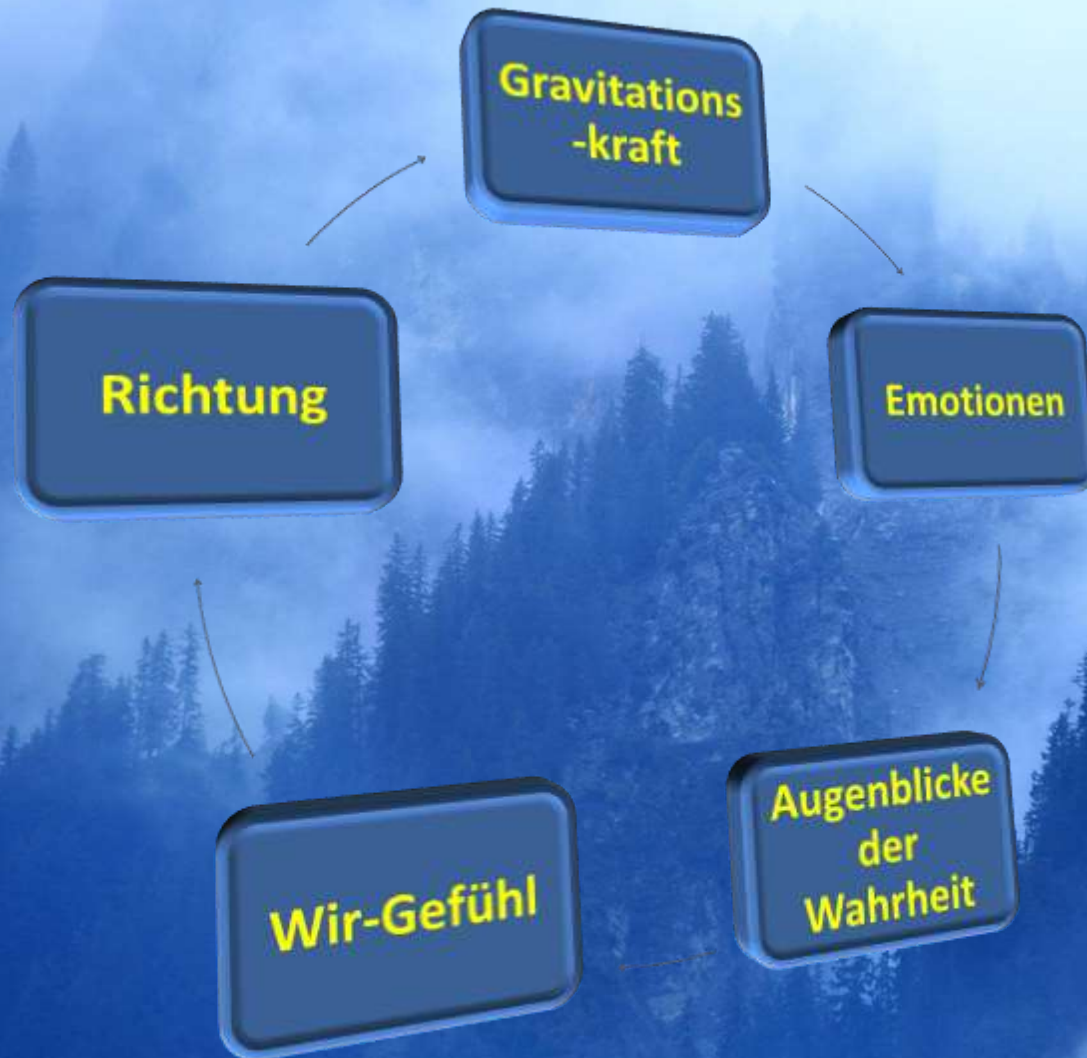 Gravitations
-kraft
Emotionen
Augenblicke
der
Wahrheit
Wir-Gefühl
Richtung